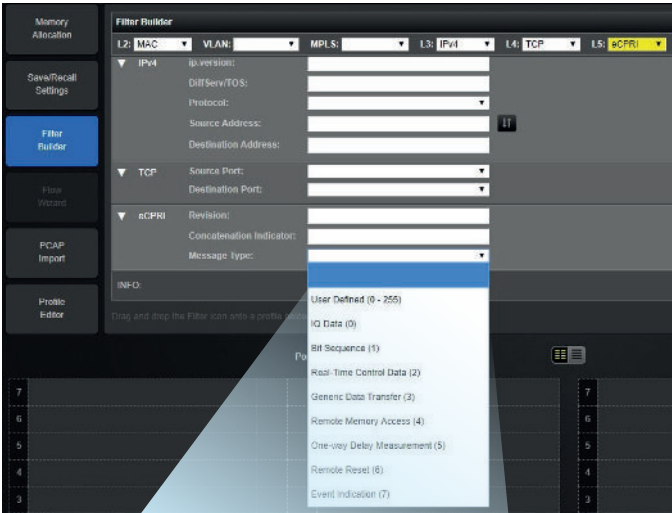 Memory Allocation
Save/Recall Settings
Filter Builder
Flow Wizard
PCAP Import
Profile Editor
Filter Builder
L2: MAC VLAN: MPLS: L3: IPv4 L4: TCP L5: eCPRI
IPv4 ip.version:
DiffServ/TOS:
Protocol:
Source Address:
Destination Address:
TCP Source Port:
Destination Port:
eCPRI Revision:
Concatenation Indicator:
Message Type:
User Defined (0 - 255)
IQ Data (0)
Bit Sequence (1)
Real-Time Control Data (2)
Generic Data Transfer (3)
Remote Memory Access (4)
One-way Delay Measurement (5)
Remote Reset (6)
Event Indication (7)
INFO:
Drag and drop the Filter icon onto a profile
Po
7 7
6 6
5 5
4 4
3 3